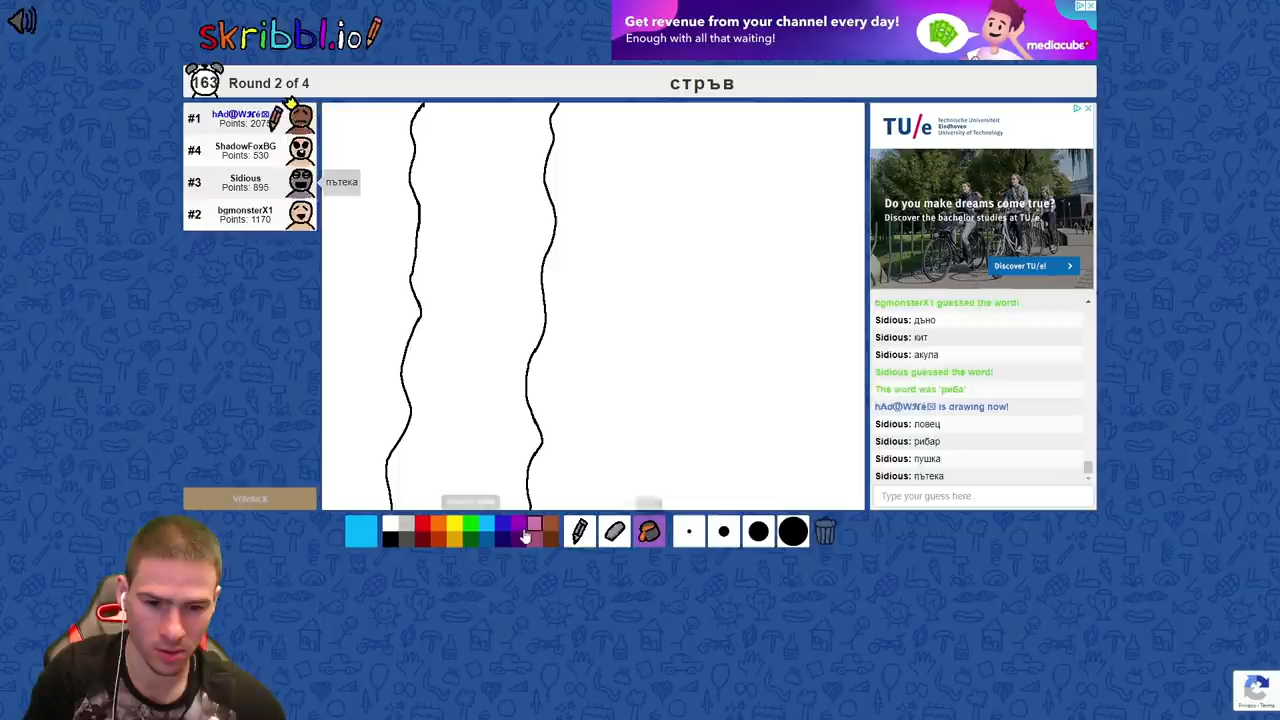 skribbl.io
Get revenue from your channel every day!
Enough with all that waiting!
mediacube
163
Round 2 of 4
стръв
#1
Points: 2075
#4
ShadowFoxBG
Points: 530
#3
Sidious
Points: 895
пътека
#2
bgmonsterX1
Points: 1170
Votekick
TU/e
Technische Universiteit
Eindhoven
University of Technology
Do you make dreams come true?
Discover the bachelor studies at TU/e.
Discover TU/e!
bgmonsterX1 guessed the word!
Sidious: дъно
Sidious: кит
Sidious: акула
Sidious guessed the word!
The word was 'риба'
is drawing now!
Sidious: ловец
Sidious: рибар
Sidious: пушка
Sidious: пътека
Type your guess here
Privacy - Terms